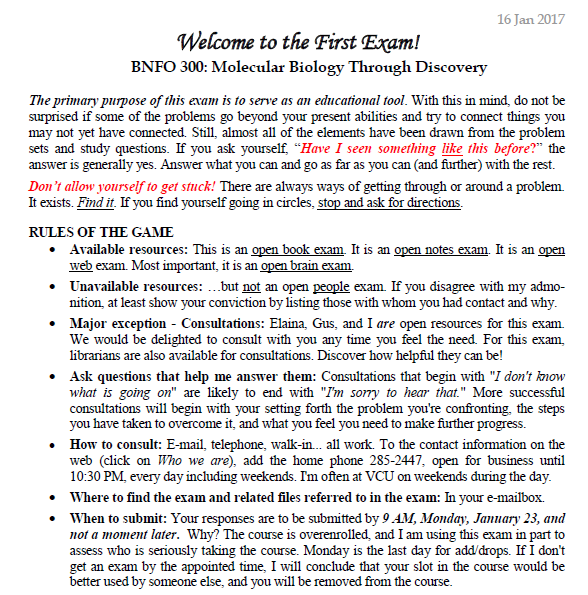 16 Jan 2017
Welcome to the First Exam!
BNFO 300: Molecular Biology Through Discovery
The primary purpose of this exam is to serve as an educational tool. With this in mind, do not be
surprised if some of the problems go beyond your present abilities and try to connect things you
may not yet have connected. Still, almost all of the elements have been drawn from the problem
sets and study questions. If you ask yourself, “Have I seen something like this before?” the
answer is generally yes. Answer what you can and go as far as you can (and further) with the rest.
Don’t allow yourself to get stuck! There are always ways of getting through or around a problem.
It exists. Find it. If you find yourself going in circles, stop and ask for directions.
RULES OF THE GAME
• Available resources: This is an open book exam. It is an open notes exam. It is an open
web exam. Most important, it is an open brain exam.
• Unavailable resources: …but not an open people exam. If you disagree with my admo-
nition, at least show your conviction by listing those with whom you had contact and why.
• Major exception - Consultations: Elaina, Gus, and I are open resources for this exam.
We would be delighted to consult with you any time you feel the need. For this exam,
librarians are also available for consultations. Discover how helpful they can be!
• Ask questions that help me answer them: Consultations that begin with "I don't know
what is going on" are likely to end with "I'm sorry to hear that." More successful
consultations will begin with your setting forth the problem you're confronting, the steps
you have taken to overcome it, and what you feel you need to make further progress.
• How to consult: E-mail, telephone, walk-in... all work. To the contact information on the
web (click on Who we are), add the home phone 285-2447, open for business until
10:30 PM, every day including weekends. I'm often at VCU on weekends during the day.
• Where to find the exam and related files referred to in the exam: In your e-mailbox.
• When to submit: Your responses are to be submitted by 9 AM, Monday, January 23, and
not a moment later. Why? The course is overenrolled, and I am using this exam in part to
assess who is seriously taking the course. Monday is the last day for add/drops. If I don't
get an exam by the appointed time, I will conclude that your slot in the course would be
better used by someone else, and you will be removed from the course.